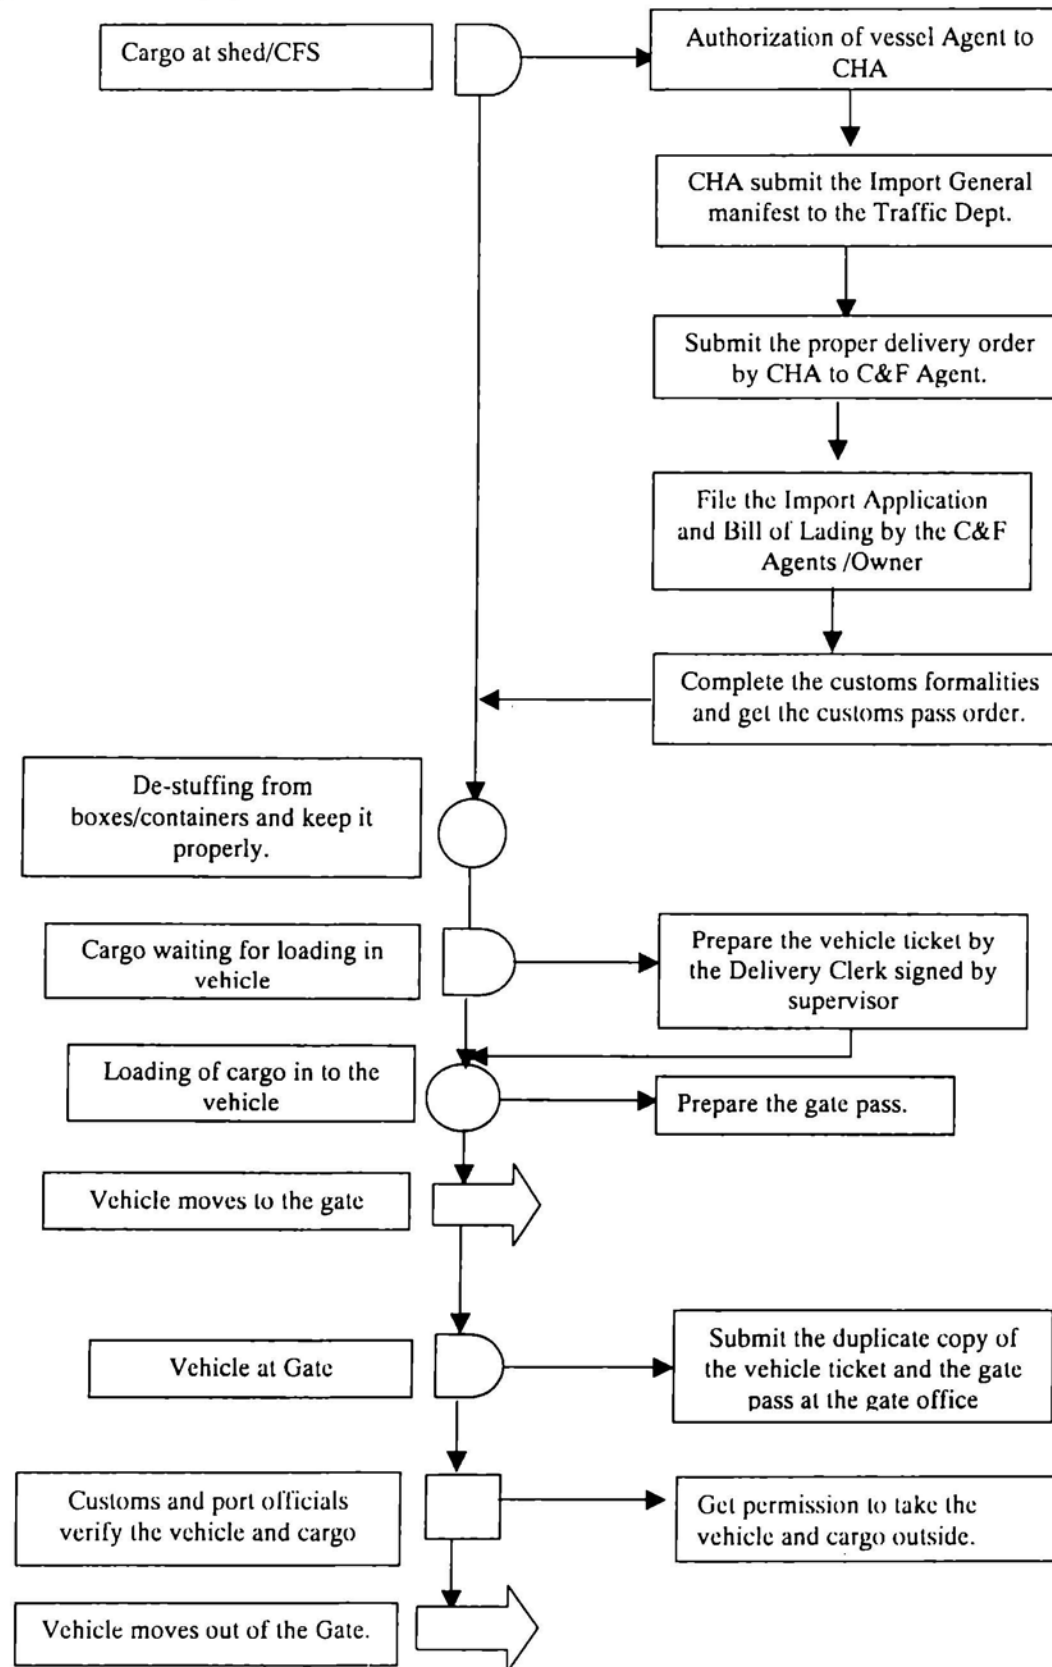 Cargo at shed/CFS
Authorization of vessel Agent to
CHA
CHA submit the Import General
manifest to the Traffic Dept.
Submit the proper delivery order
by CHA to C&F Agent.
File the Import Application
and Bill of Lading by the C&F
Agents /Owner
Complete the customs formalities
and get the customs pass order.
De-stuffing from
boxes/containers and keep it
properly.
Cargo waiting for loading in
vehicle
Prepare the vehicle ticket by
the Delivery Clerk signed by
supervisor
Loading of cargo in to the
vehicle
Prepare the gate pass.
Vehicle moves to the gate
Vehicle at Gate
Submit the duplicate copy of
the vehicle ticket and the gate
pass at the gate office
Customs and port officials
verify the vehicle and cargo
Get permission to take the
vehicle and cargo outside.
Vehicle moves out of the Gate.